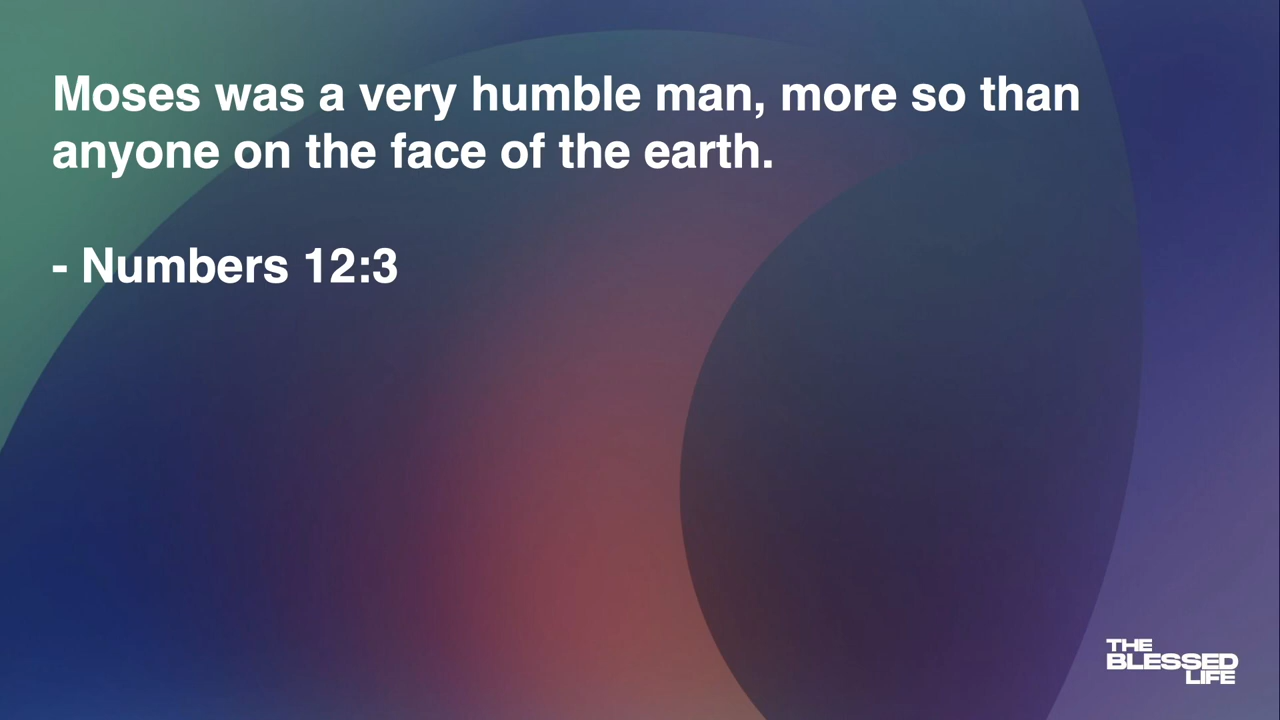 Moses was a very humble man, more so than
anyone on the face of the earth.
- Numbers 12:3
THE
BLESSED
LIFE